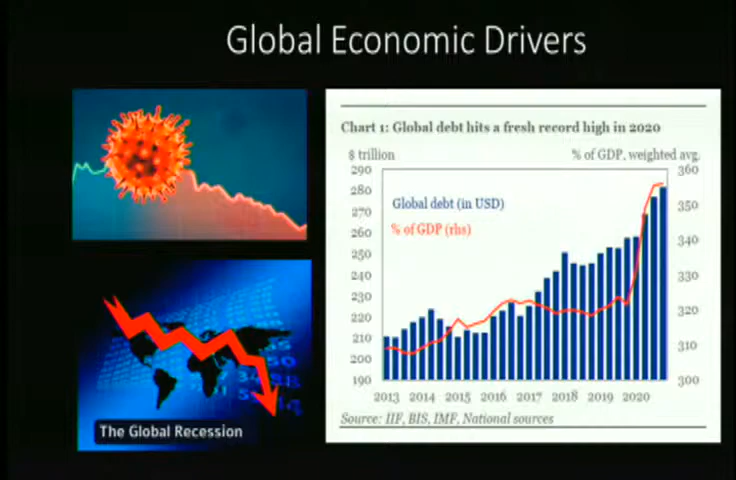 Global Economic Drivers
The Global Recession
Chart 1: Global debt hits a fresh record high in 2020
$ trillion
% of GDP, weighted avg.
290
280
270
260
250
240
230
220
210
200
190
Global debt (in USD)
% of GDP (rhs)
360
350
340
330
320
310
300
2013 2014 2015 2016 2017 2018 2019 2020
Source: IIF, BIS, IMF, National sources